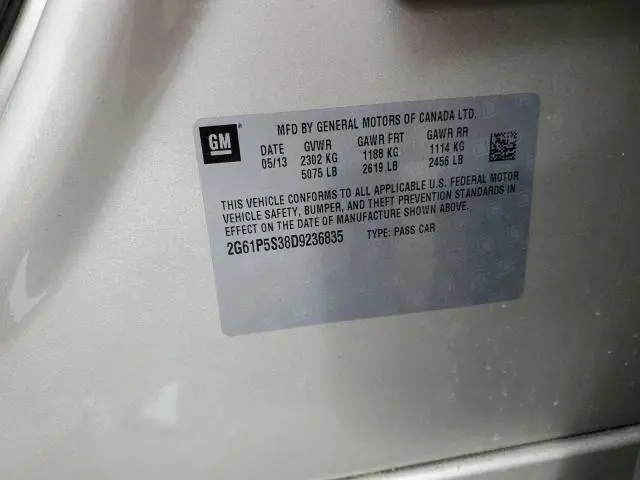 GM
MFD BY GENERAL MOTORS OF CANADA LTD.
DATE GVWR GAWR FRT GAWR RR
05/13 2302 KG 1188 KG 1114 KG
5075 LB 2619 LB 2456 LB
THIS VEHICLE CONFORMS TO ALL APPLICABLE U.S. FEDERAL MOTOR
VEHICLE SAFETY, BUMPER, AND THEFT PREVENTION STANDARDS IN
EFFECT ON THE DATE OF MANUFACTURE SHOWN ABOVE.
2G61P5S38D9236835 TYPE: PASS CAR